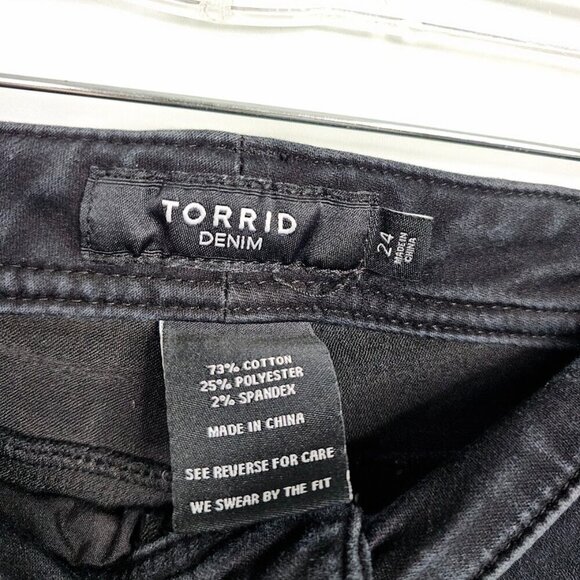 TORRID
DENIM
24
MADE IN
CHINA
73% COTTON
25% POLYESTER
2% SPANDEX
MADE IN CHINA
SEE REVERSE FOR CARE
WE SWEAR BY THE FIT